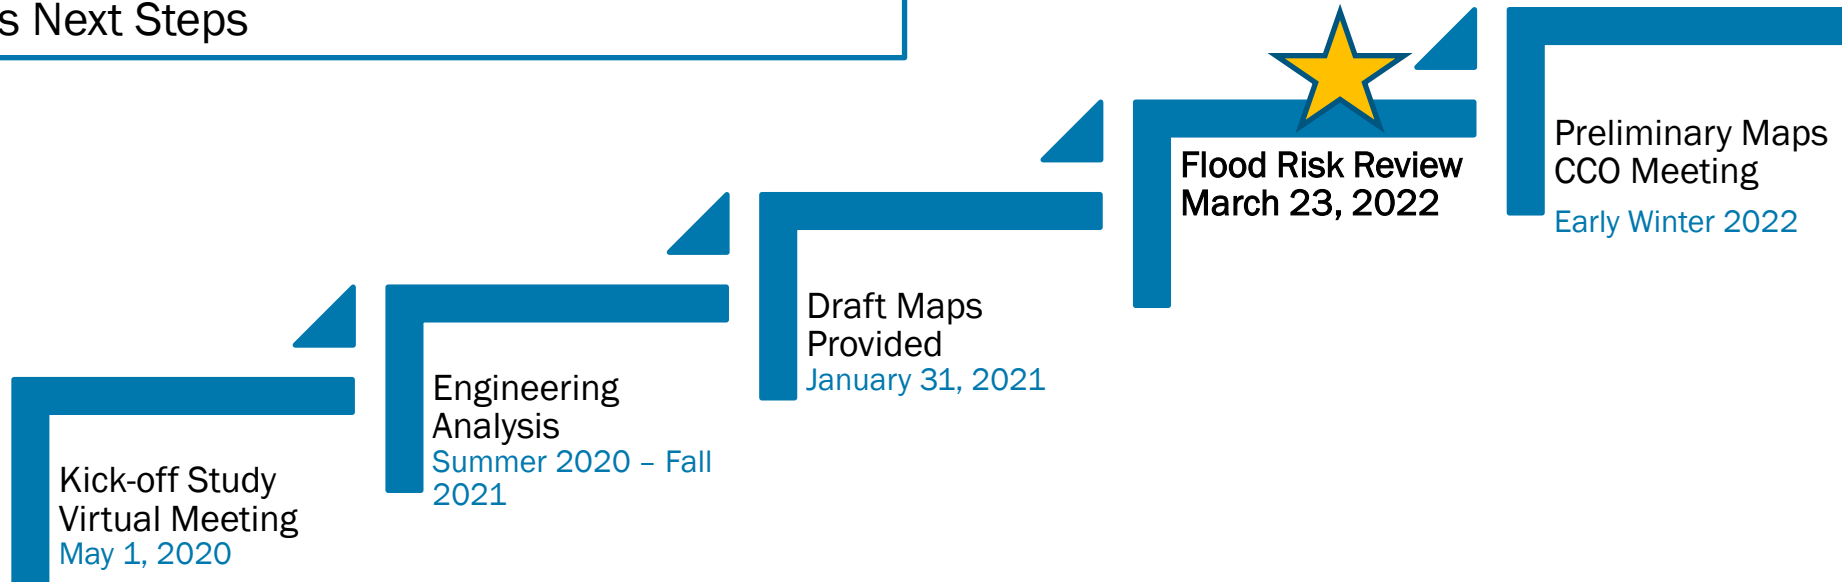 s Next Steps
Kick-off Study
Virtual Meeting
May 1, 2020
Engineering
Analysis
Summer 2020 – Fall
2021
Draft Maps
Provided
January 31, 2021
Flood Risk Review
March 23, 2022
Preliminary Maps
CCO Meeting
Early Winter 2022